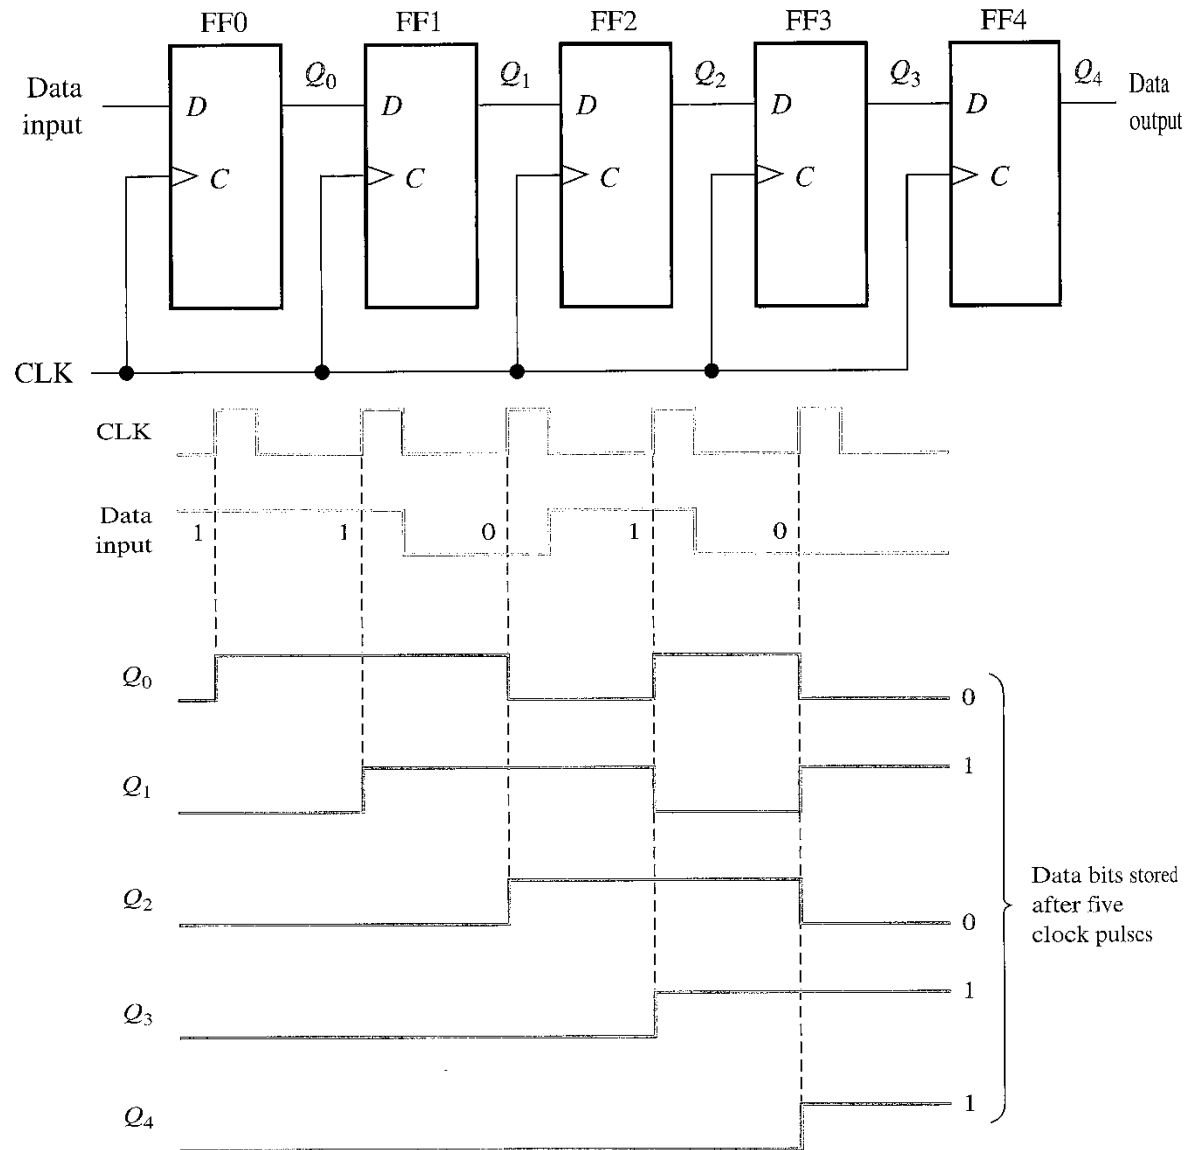 FF0 FF1 FF2 FF3 FF4
Data
input
Q0 Q1 Q2 Q3 Q4
Data
output
D D D D D
C C C C C
CLK
CLK
Data
input
1 1 0 1 0
Q0 0
Q1 1
Q2 0
Q3 1
Q4 1
Data bits stored
after five
clock pulses